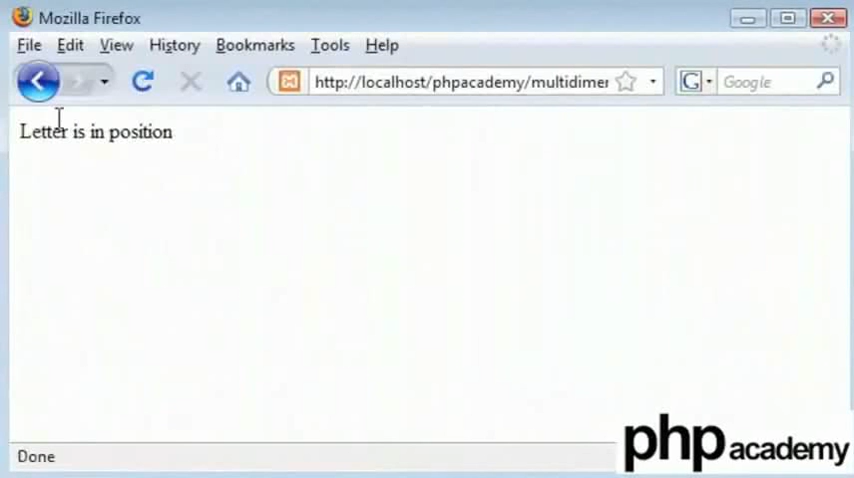 Mozilla Firefox
File Edit View History Bookmarks Tools Help
http://localhost/phpacademy/multidimer G Google
Letter is in position
php academy
Done